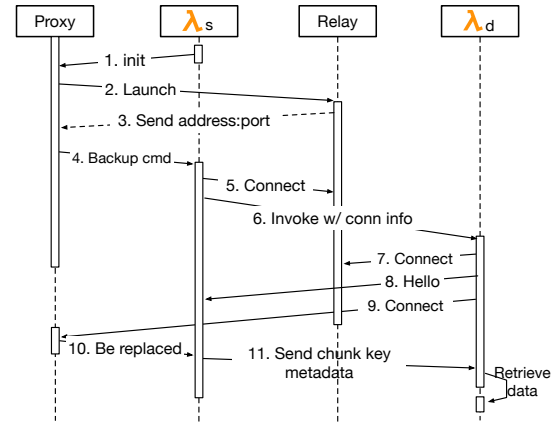 Proxy
λs
Relay
λd
1. init
2. Launch
3. Send address:port
4. Backup cmd
5. Connect
6. Invoke w/ conn info
7. Connect
8. Hello
9. Connect
10. Be replaced
11. Send chunk key
metadata
Retrieve
data